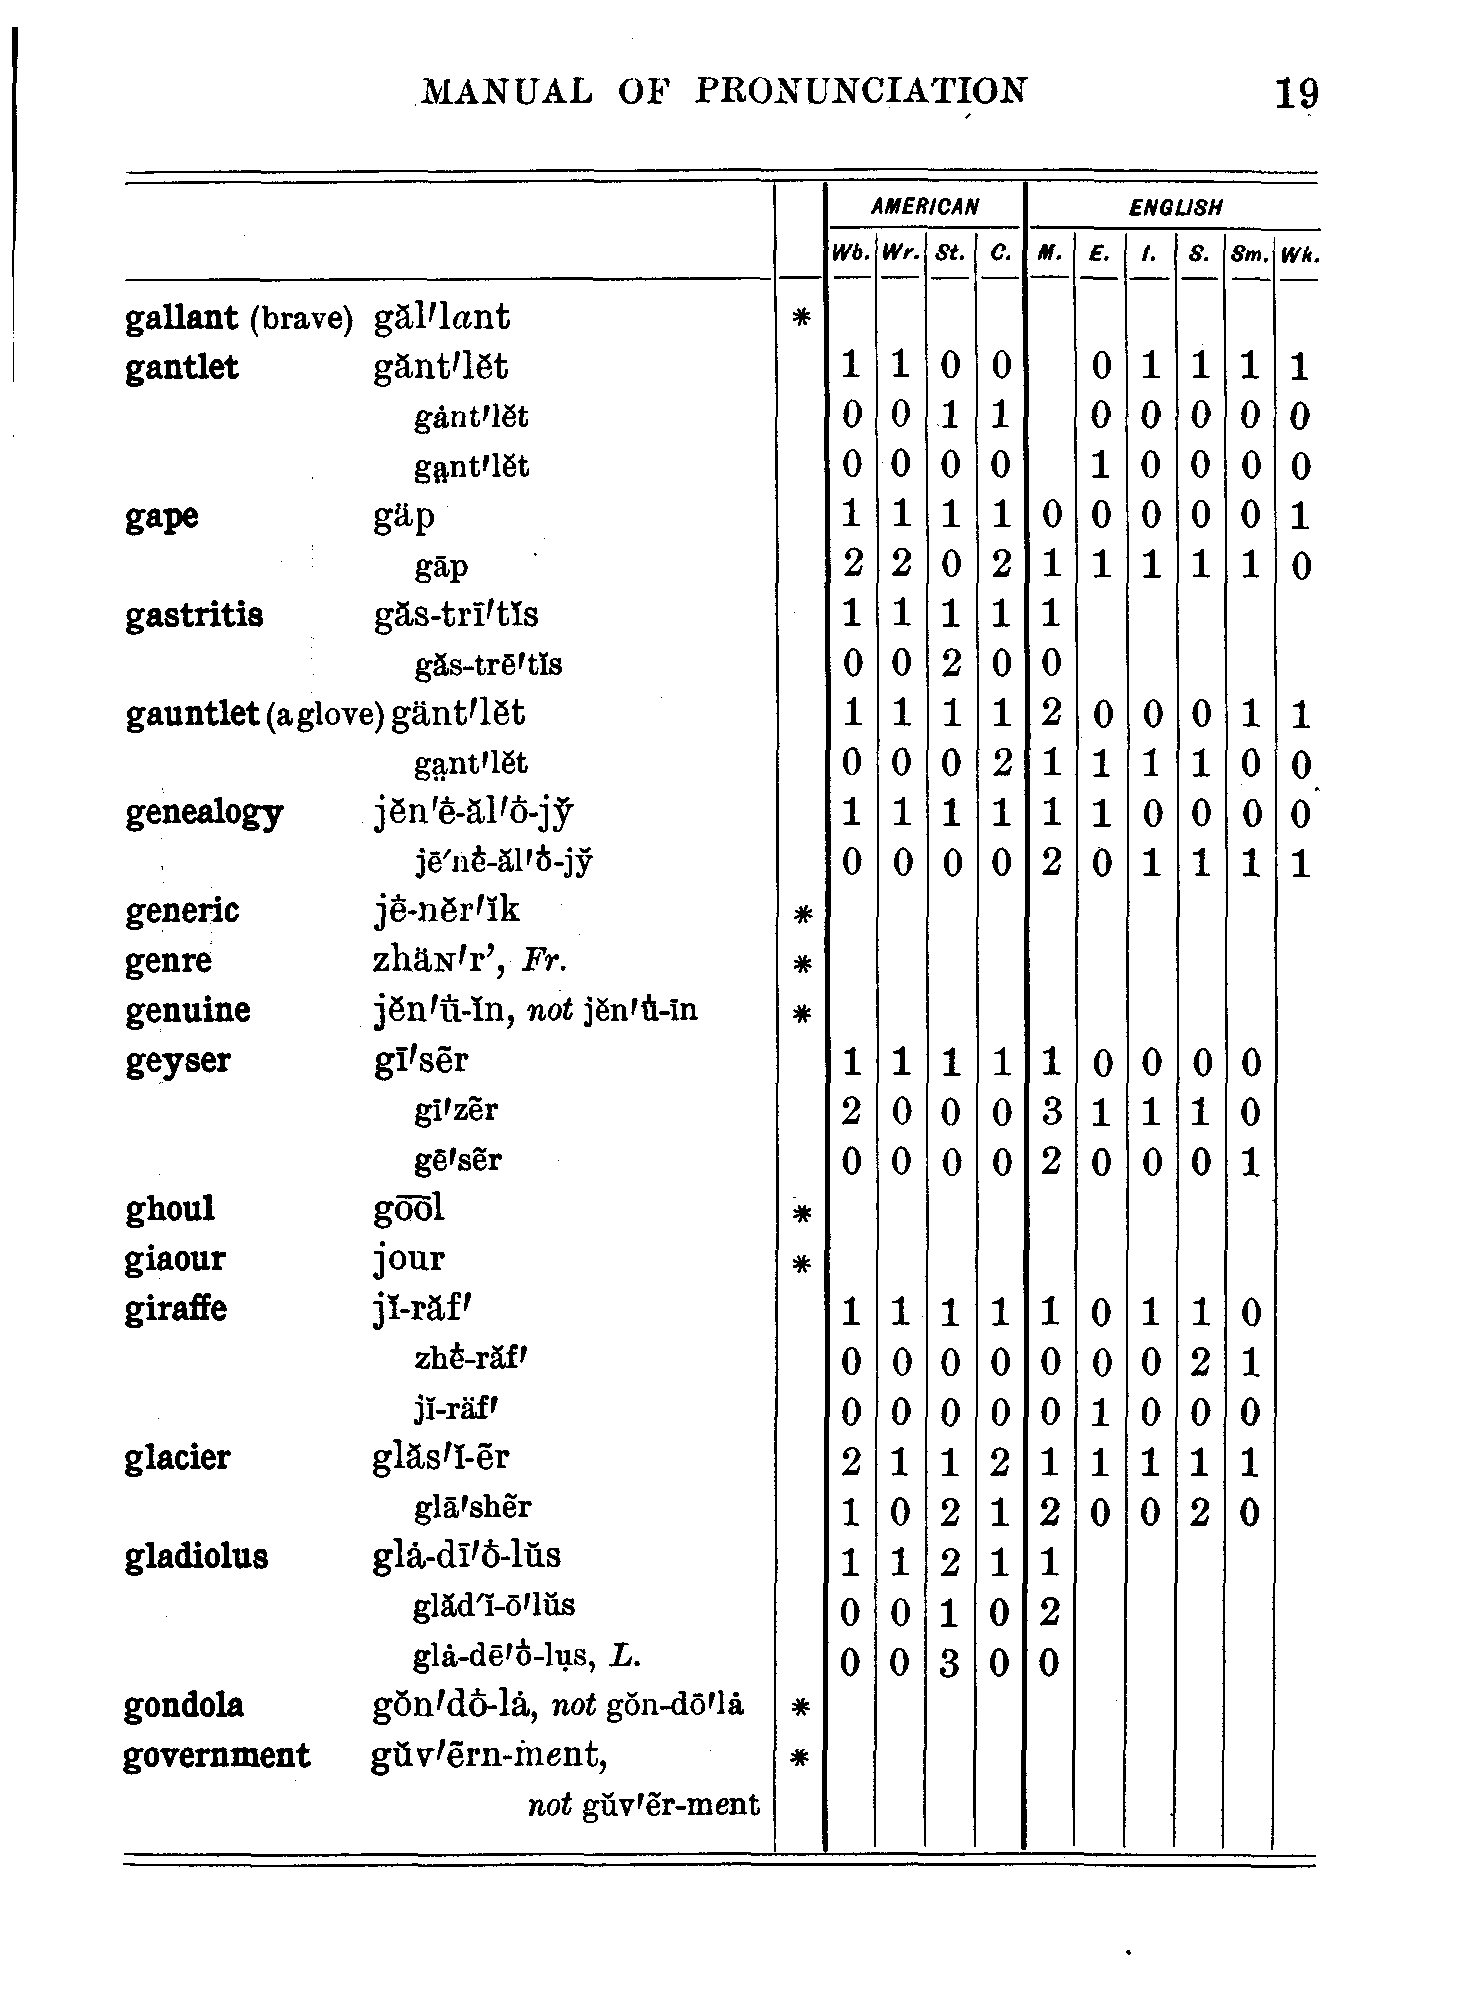 MANUAL OF PRONUNCIATION 19
AMERICAN ENGLISH
Wb. Wr. St. C. M. E. I. S. Sm. Wk.
gallant (brave) găl′lant *
gantlet gănt′lĕt 1 1 0 0 0 1 1 1 1
gȧnt′lĕt 0 0 1 1 0 0 0 0 0
ga̤nt′lĕt 0 0 0 0 1 0 0 0 0
gape gäp 1 1 1 1 0 0 0 0 0 1
gāp 2 2 0 2 1 1 1 1 1 0
gastritis găs-trī′tĭs 1 1 1 1 1
găs-trē′tĭs 0 0 2 0 0
gauntlet (a glove) gänt′lĕt 1 1 1 1 2 0 0 0 1 1
ga̤nt′lĕt 0 0 0 2 1 1 1 1 0 0
genealogy jĕn′ē̇-ăl′ō̇-jy̆ 1 1 1 1 1 1 0 0 0 0
jē′nē̇-ăl′ō̇-jy̆ 0 0 0 0 2 0 1 1 1 1
generic jē̇-nĕr′ĭk *
genre zhäɴ′r’, Fr. *
genuine jĕn′ū̇-ĭn, not jĕn′ū̇-īn *
geyser gī′sẽr 1 1 1 1 1 0 0 0 0
gī′zẽr 2 0 0 0 3 1 1 1 0
gē′sẽr 0 0 0 0 2 0 0 0 1
ghoul go͞ol *
giaour jour *
giraffe jĭ-răf′ 1 1 1 1 1 0 1 1 0
zhē̇-răf′ 0 0 0 0 0 0 0 2 1
jĭ-räf′ 0 0 0 0 0 1 0 0 0
glacier glăs′ĭ-ẽr 2 1 1 2 1 1 1 1 1
glā′shẽr 1 0 2 1 2 0 0 2 0
gladiolus glȧ-dī′ō̇-lŭs 1 1 2 1 1
glăd′ĭ-ō′lŭs 0 0 1 0 2
glȧ-dē′ō̇-lụs, L. 0 0 3 0 0
gondola gŏn′dō̇-lȧ, not gŏn-dō′lȧ *
government gŭv′ẽrn-ment, *
not gŭv′ẽr-ment